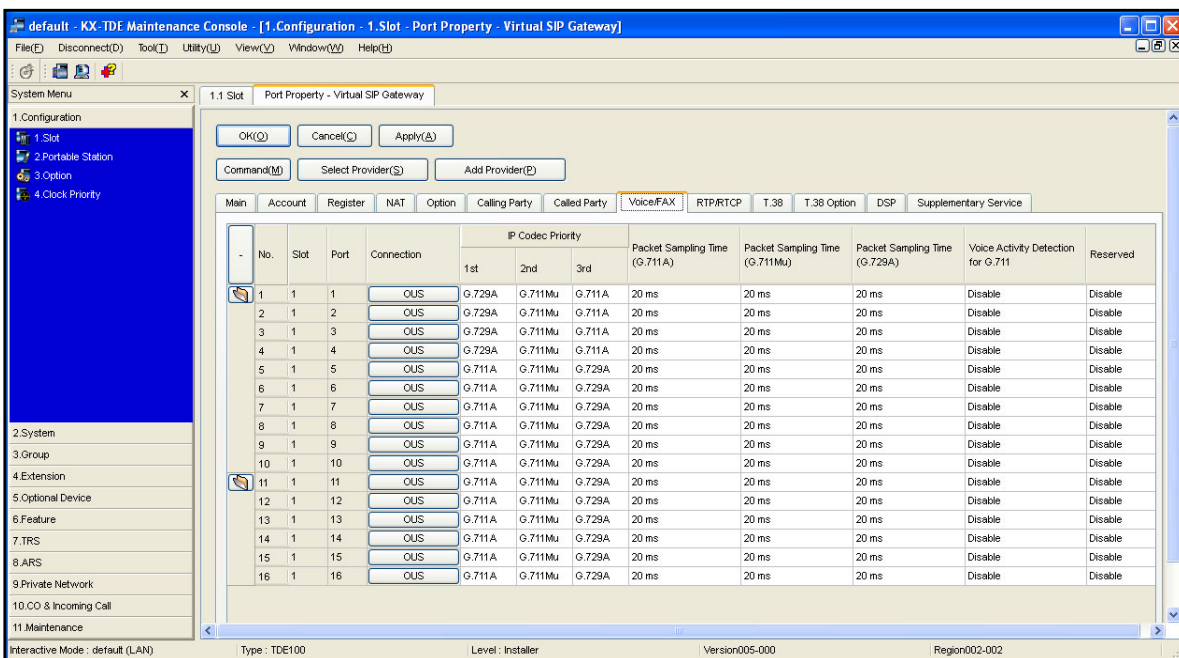 default - KX-TDE Maintenance Console - [1.Configuration - 1.Slot - Port Property - Virtual SIP Gateway]
File(F) Disconnect(D) Tool(T) Utility(U) View(V) Window(W) Help(H)
System Menu x 1.1 Slot Port Property - Virtual SIP Gateway
1.Configuration
1.Slot
2.Portable Station
3.Option
4.Clock Priority
2.System
3.Group
4.Extension
5.Optional Device
6.Feature
7.TRS
8.ARS
9.Private Network
10.CO & Incoming Call
11.Maintenance
OK(O) Cancel(C) Apply(A)
Command(M) Select Provider(S) Add Provider(P)
Main Account Register NAT Option Calling Party Called Party Voice/FAX RTP/RTCP T.38 T.38 Option DSP Supplementary Service
- No. Slot Port Connection IP Codec Priority 1st 2nd 3rd Packet Sampling Time (G.711A) Packet Sampling Time (G.711Mu) Packet Sampling Time (G.729A) Voice Activity Detection for G.711 Reserved
1 1 1 OUS G.729A G.711Mu G.711A 20 ms 20 ms 20 ms Disable Disable
2 1 2 OUS G.729A G.711Mu G.711A 20 ms 20 ms 20 ms Disable Disable
3 1 3 OUS G.729A G.711Mu G.711A 20 ms 20 ms 20 ms Disable Disable
4 1 4 OUS G.729A G.711Mu G.711A 20 ms 20 ms 20 ms Disable Disable
5 1 5 OUS G.711A G.711Mu G.729A 20 ms 20 ms 20 ms Disable Disable
6 1 6 OUS G.711A G.711Mu G.729A 20 ms 20 ms 20 ms Disable Disable
7 1 7 OUS G.711A G.711Mu G.729A 20 ms 20 ms 20 ms Disable Disable
8 1 8 OUS G.711A G.711Mu G.729A 20 ms 20 ms 20 ms Disable Disable
9 1 9 OUS G.711A G.711Mu G.729A 20 ms 20 ms 20 ms Disable Disable
10 1 10 OUS G.711A G.711Mu G.729A 20 ms 20 ms 20 ms Disable Disable
11 1 11 OUS G.711A G.711Mu G.729A 20 ms 20 ms 20 ms Disable Disable
12 1 12 OUS G.711A G.711Mu G.729A 20 ms 20 ms 20 ms Disable Disable
13 1 13 OUS G.711A G.711Mu G.729A 20 ms 20 ms 20 ms Disable Disable
14 1 14 OUS G.711A G.711Mu G.729A 20 ms 20 ms 20 ms Disable Disable
15 1 15 OUS G.711A G.711Mu G.729A 20 ms 20 ms 20 ms Disable Disable
16 1 16 OUS G.711A G.711Mu G.729A 20 ms 20 ms 20 ms Disable Disable
Interactive Mode : default (LAN) Type : TDE100 Level : Installer Version005-000 Region002-002